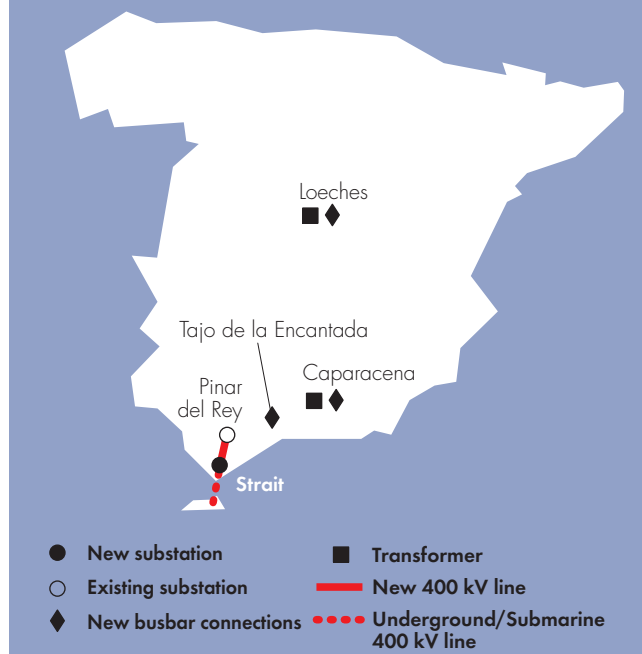 Loeches
Tajo de la Encantada
Caparacena
Pinar
del Rey
Strait
New substation
Existing substation
New busbar connections
Transformer
New 400 kV line
Underground/Submarine
400 kV line